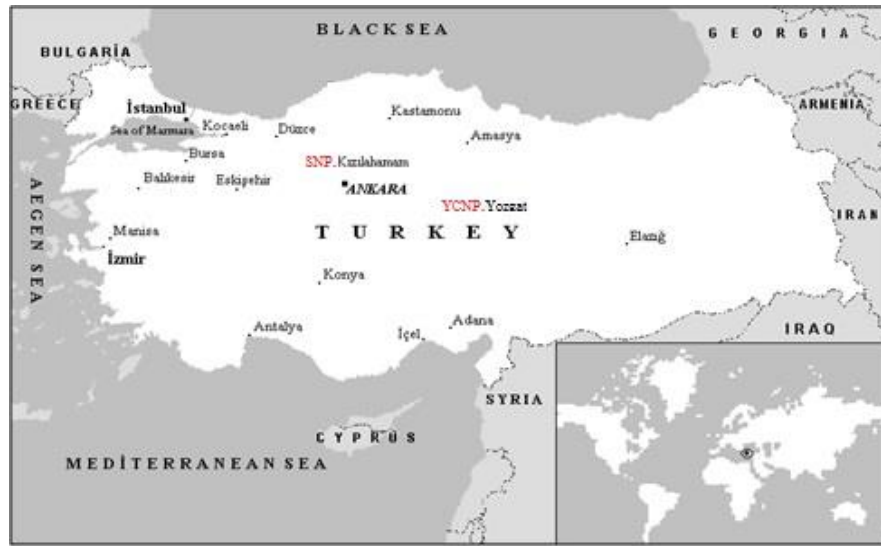 BLACK SEA
GEORGIA
BULGARİA
GREECE
İstanbul
Kastamonu
ARMENIA
Sea of Marmara
Kocaeli
Düzce
Amasya
Bursa
SNP.Kızılahamam
Balıkesir
Eskişehir
ANKARA
AEGEN SEA
YCNP.Yozgat
IRAN
Manisa
TURKEY
Elazığ
İzmir
Konya
Antalya
İçel
Adana
IRAQ
SYRIA
CYPRUS
MEDİTERRANEAN SEA